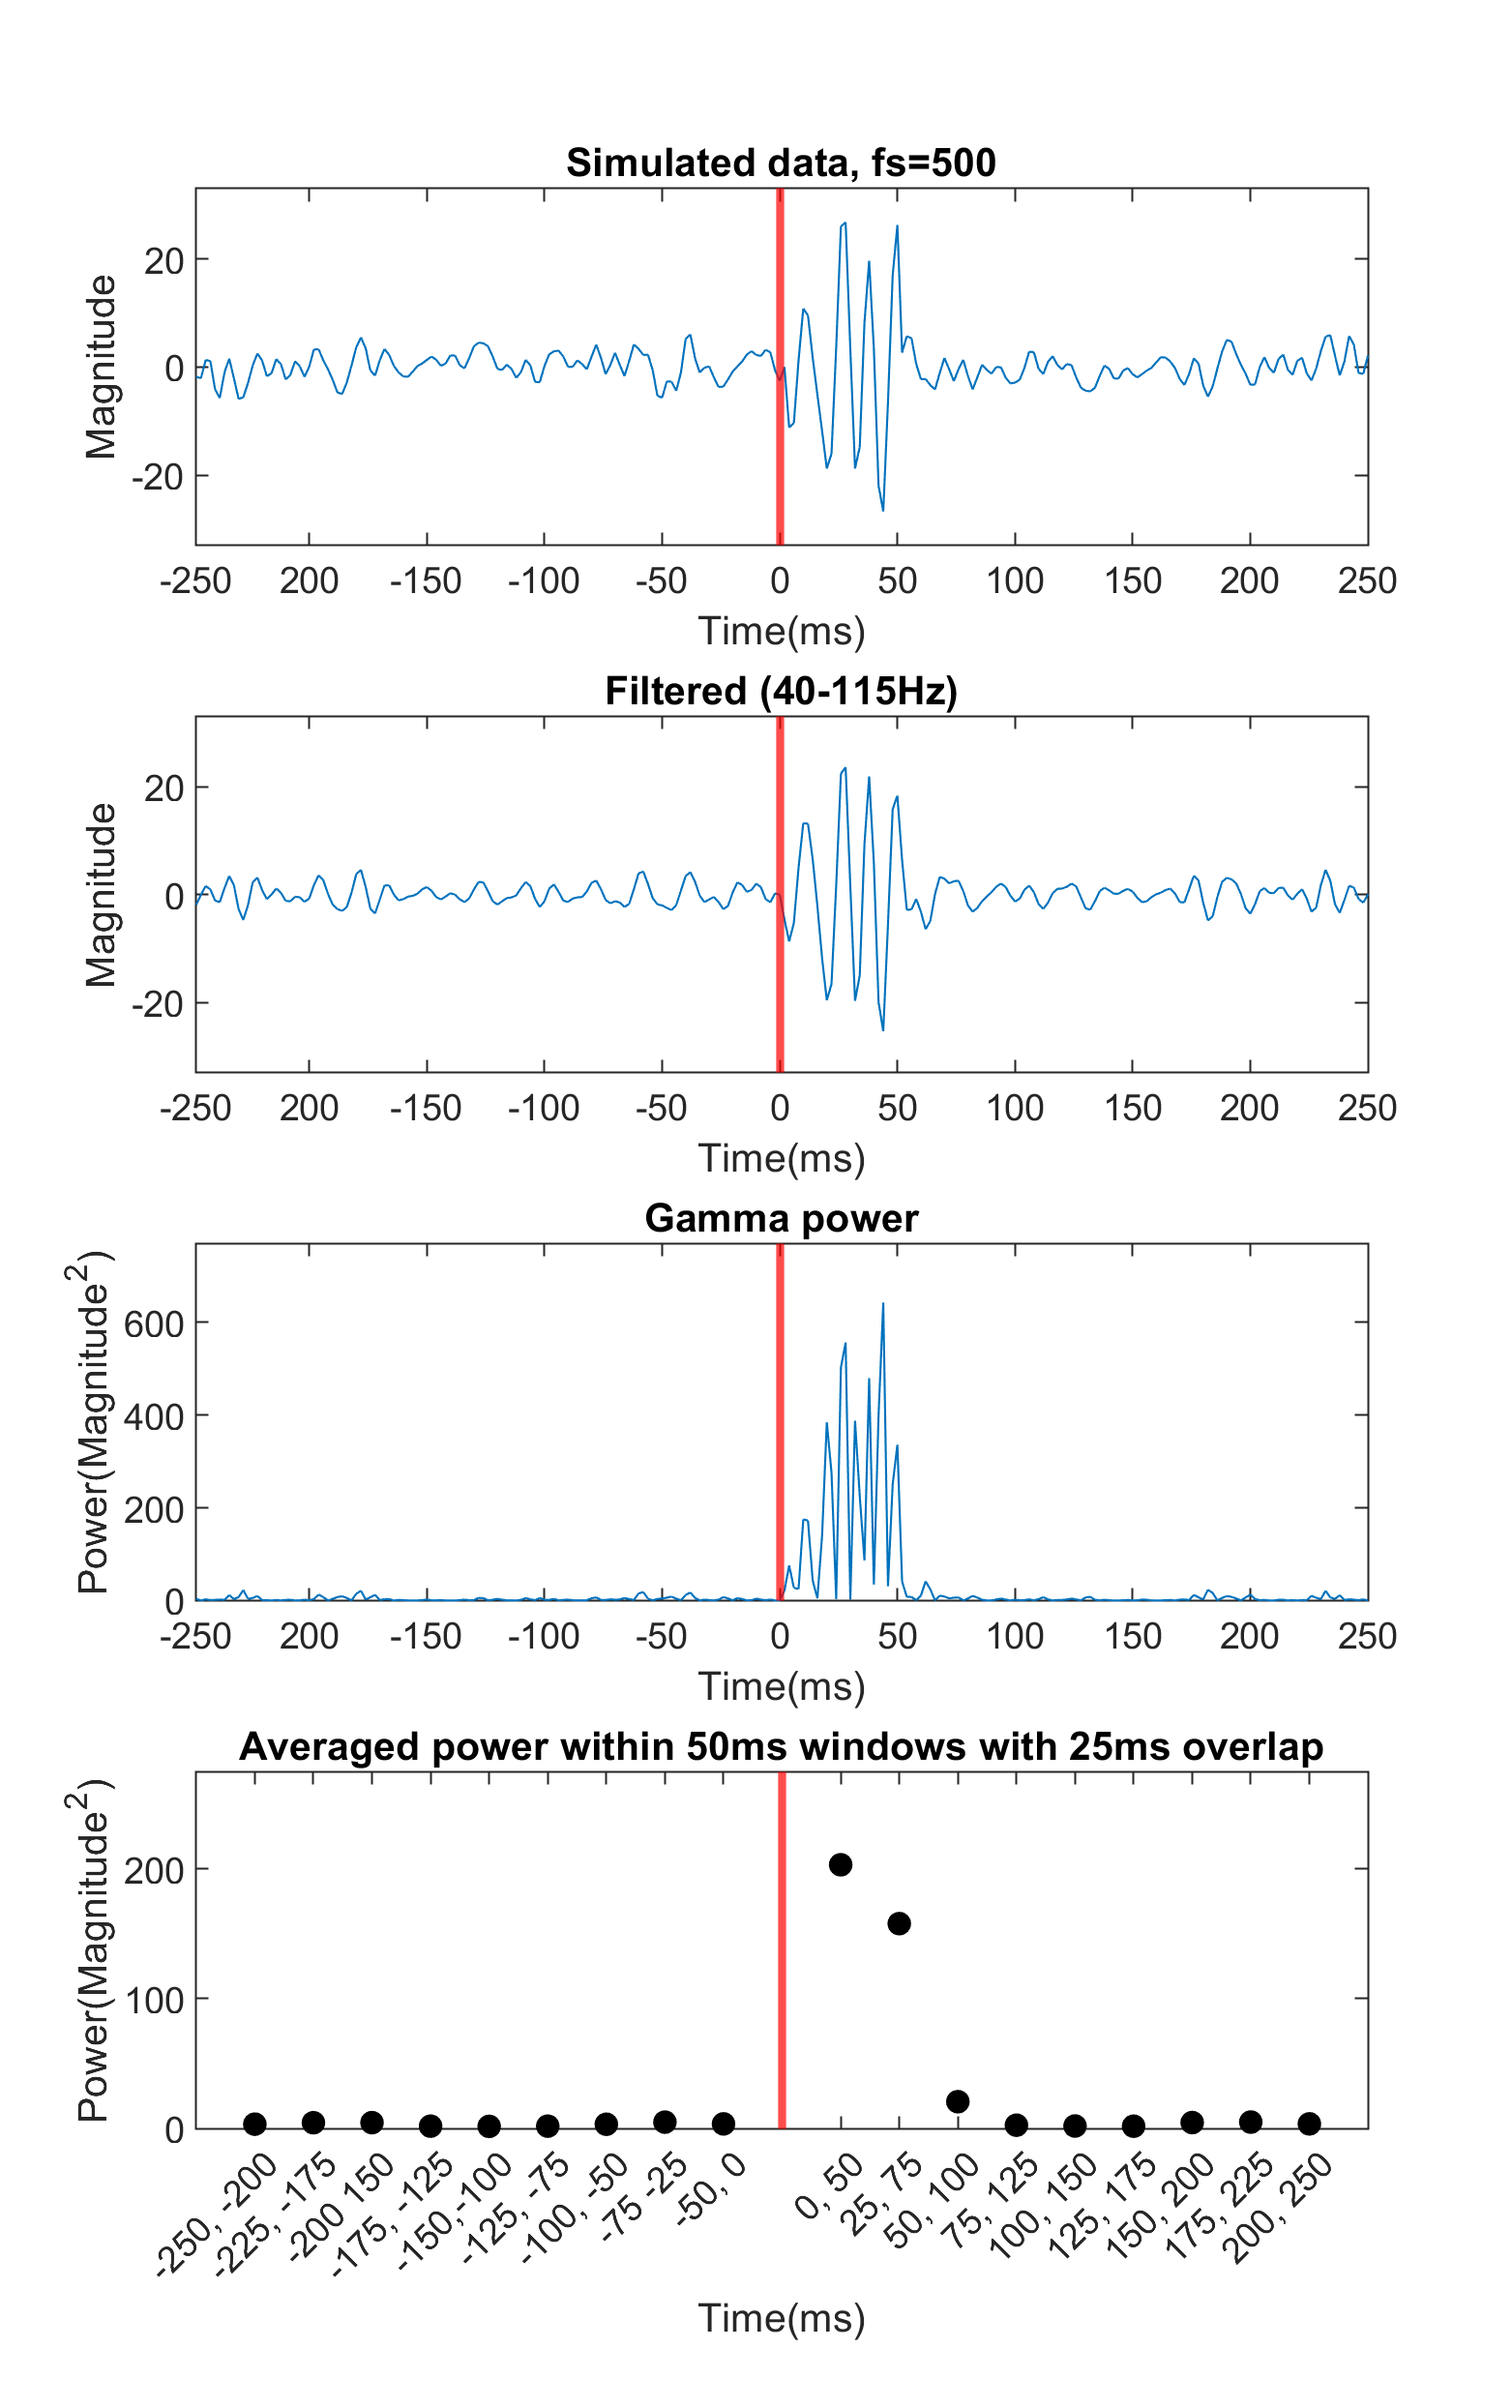 Simulated data, fs=500
Magnitude
20
0
-20
-250 200 -150 -100 -50 0 50 100 150 200 250
Time(ms)
Filtered (40-115Hz)
Magnitude
20
0
-20
-250 200 -150 -100 -50 0 50 100 150 200 250
Time(ms)
Gamma power
Power(Magnitude²)
600
400
200
0
-250 200 -150 -100 -50 0 50 100 150 200 250
Time(ms)
Averaged power within 50ms windows with 25ms overlap
Power(Magnitude²)
200
100
0
-250, -200
-225, -175
-200 150
-175, -125
-150, -100
-125, -75
-100, -50
-75 -25
-50, 0
0, 50
25, 75
50, 100
75, 125
100, 150
125, 175
150, 200
175, 225
200, 250
Time(ms)